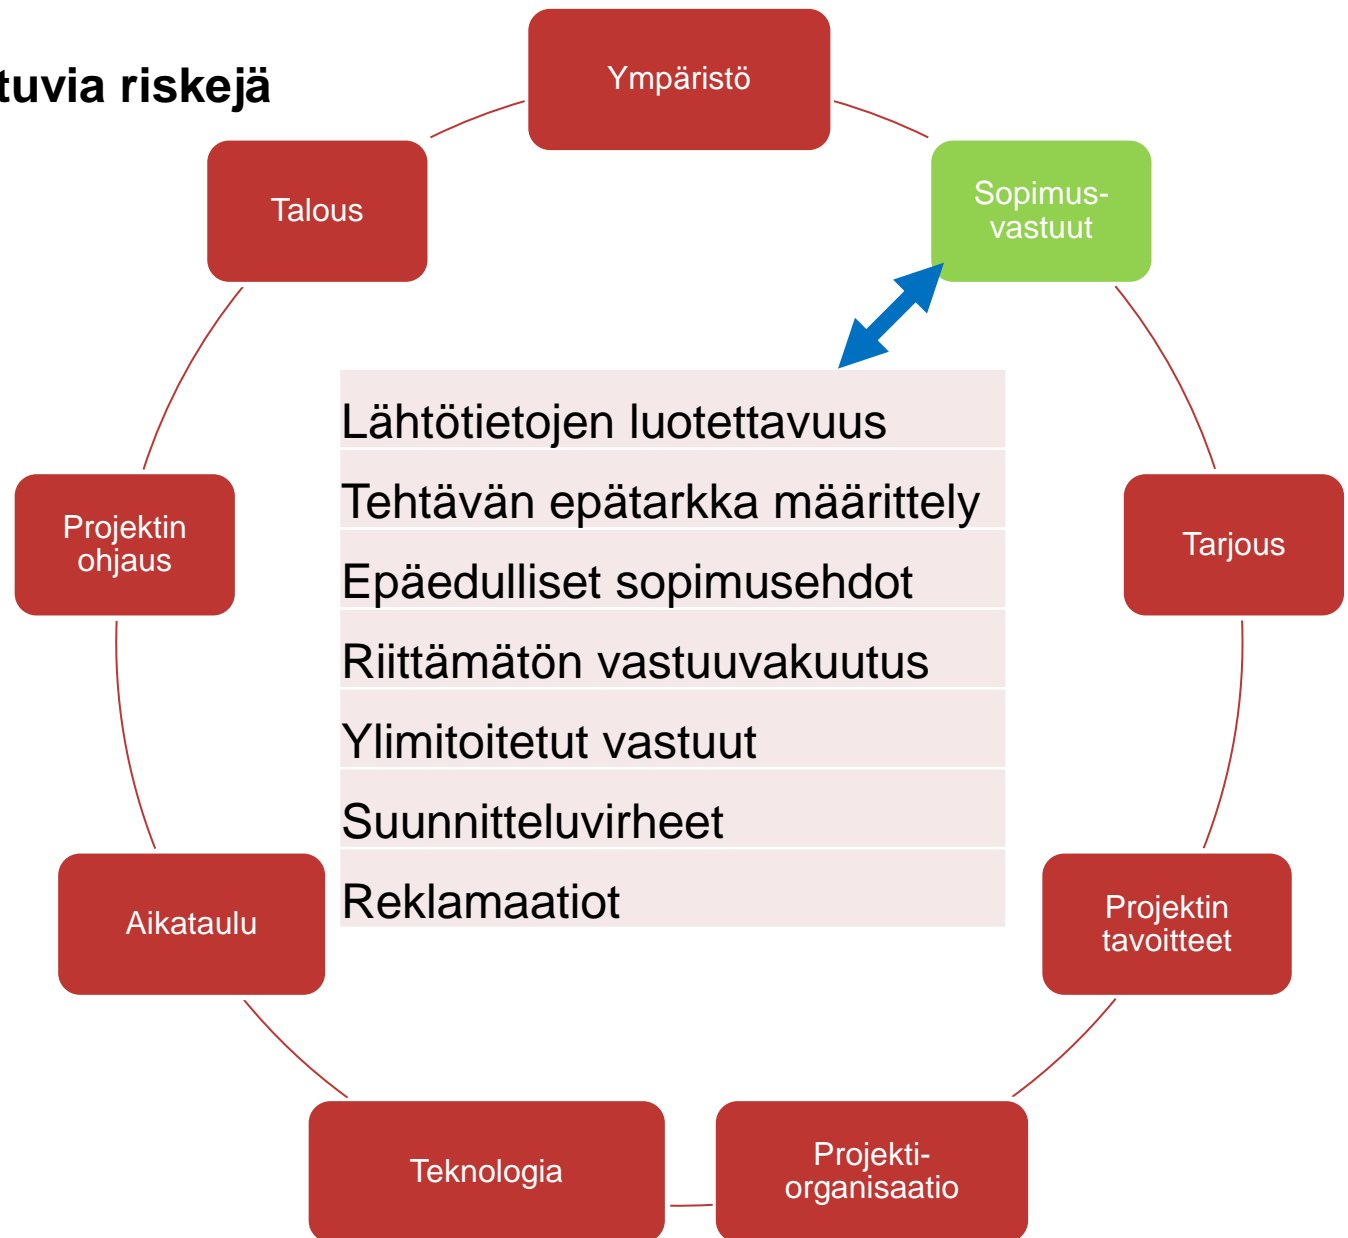 tuvia riskejä
Ympäristö
Talous
Sopimus-
vastuut
Lähtötietojen luotettavuus
Tehtävän epätarkka määrittely
Epäedulliset sopimusehdot
Riittämätön vastuuvakuutus
Ylimitoitetut vastuut
Suunnitteluvirheet
Reklamaatiot
Projektin
ohjaus
Tarjous
Aikataulu
Projektin
tavoitteet
Teknologia
Projekti-
organisaatio